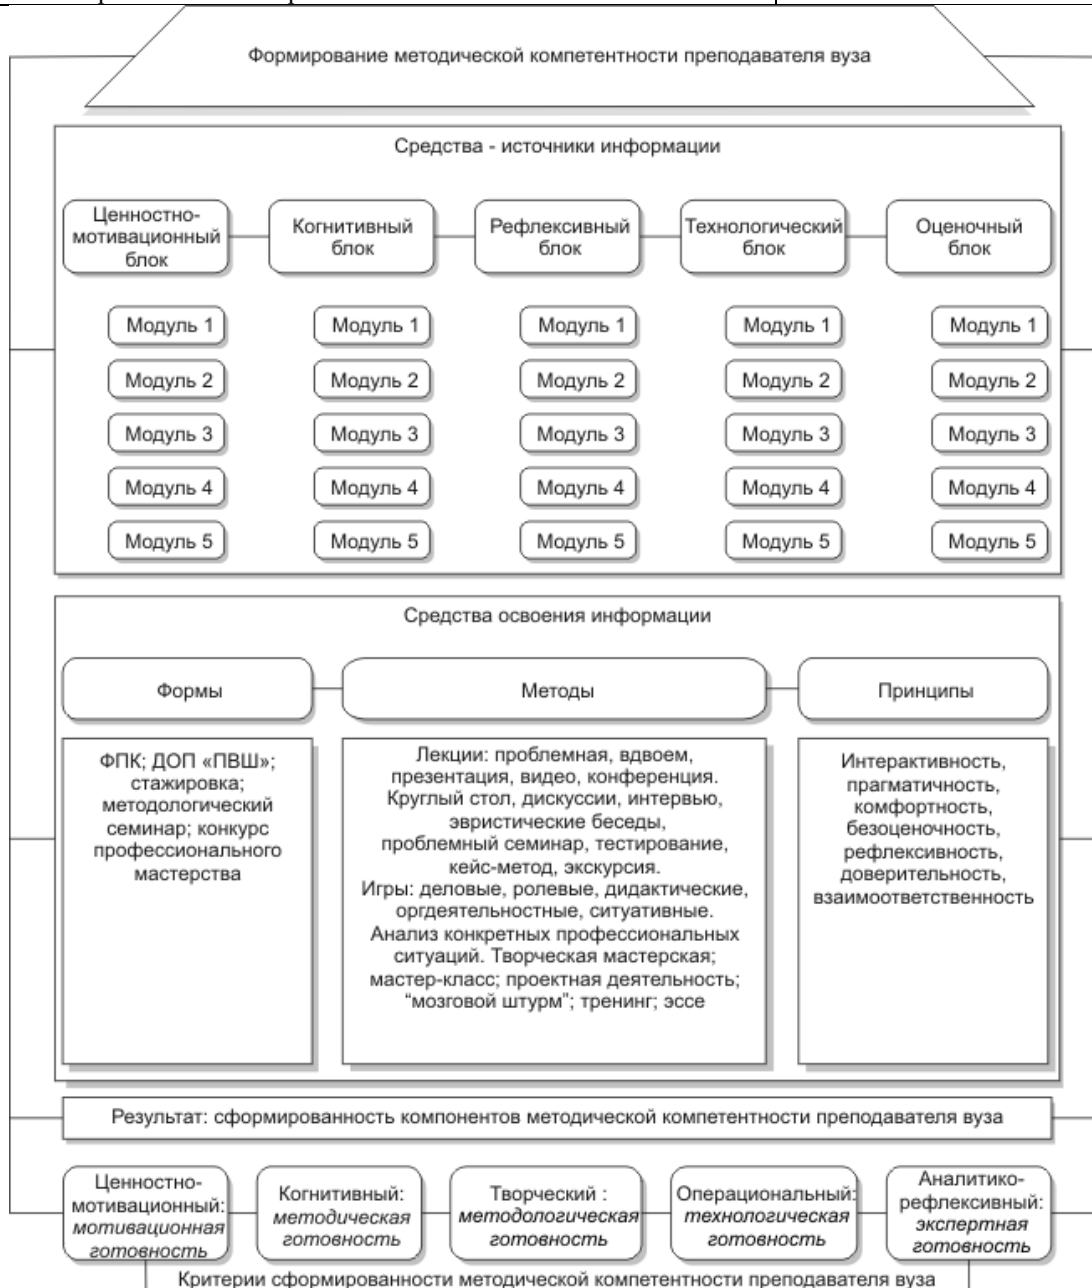 Формирование методической компетентности преподавателя вуза
Средства - источники информации
Ценностно-
мотивационный
блок
Когнитивный
блок
Рефлексивный
блок
Технологический
блок
Оценочный
блок
Модуль 1
Модуль 1
Модуль 1
Модуль 1
Модуль 1
Модуль 2
Модуль 2
Модуль 2
Модуль 2
Модуль 2
Модуль 3
Модуль 3
Модуль 3
Модуль 3
Модуль 3
Модуль 4
Модуль 4
Модуль 4
Модуль 4
Модуль 4
Модуль 5
Модуль 5
Модуль 5
Модуль 5
Модуль 5
Средства освоения информации
Формы
Методы
Принципы
ФПК; ДОП «ПВШ»;
стажировка;
методологический
семинар; конкурс
профессионального
мастерства
Лекции: проблемная, вдвоем,
презентация, видео, конференция.
Круглый стол, дискуссии, интервью,
эвристические беседы,
проблемный семинар, тестирование,
кейс-метод, экскурсия.
Игры: деловые, ролевые, дидактические,
оргдеятельностные, ситуативные.
Анализ конкретных профессиональных
ситуаций. Творческая мастерская;
мастер-класс; проектная деятельность;
“мозговой штурм”; тренинг; эссе
Интерактивность,
прагматичность,
комфортность,
безоценочность,
рефлексивность,
доверительность,
взаимоответственность
Результат: сформированность компонентов методической компетентности преподавателя вуза
Ценностно-
мотивационный:
мотивационная
готовность
Когнитивный:
методическая
готовность
Творческий :
методологическая
готовность
Операциональный:
технологическая
готовность
Аналитико-
рефлексивный:
экспертная
готовность
Критерии сформированности методической компетентности преподавателя вуза